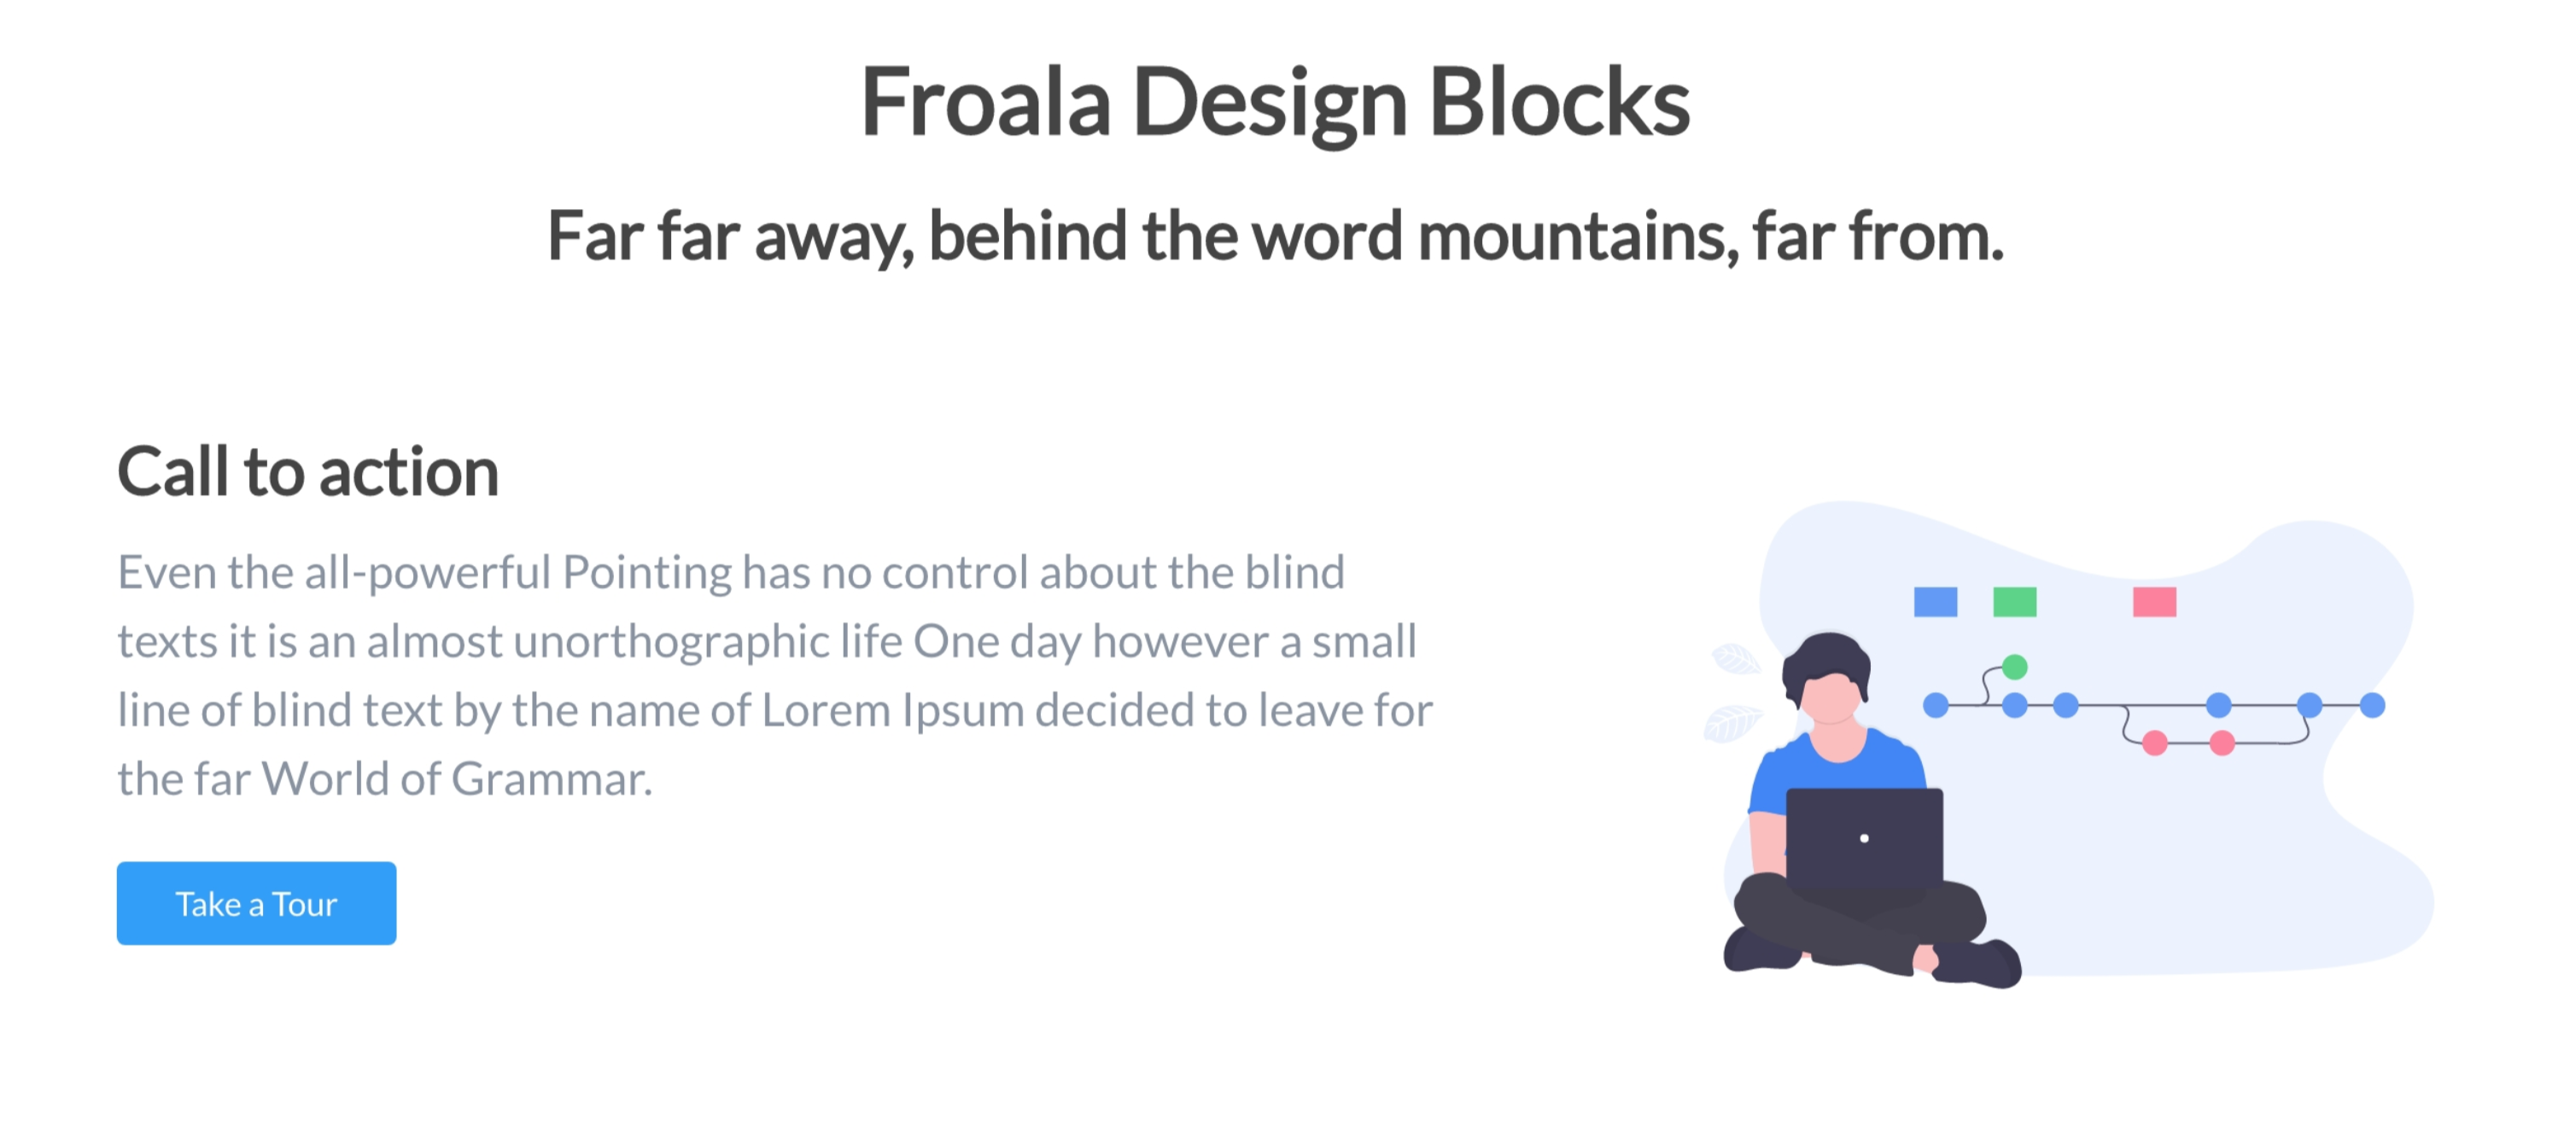 Froala Design Blocks
Far far away, behind the word mountains, far from.
Call to action
Even the all-powerful Pointing has no control about the blind
texts it is an almost unorthographic life One day however a small
line of blind text by the name of Lorem Ipsum decided to leave for
the far World of Grammar.
Take a Tour